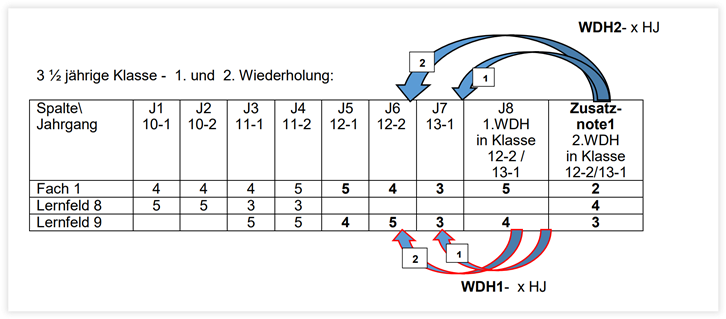 WDH2- x HJ
2
1
3 ½ jährige Klasse - 1. und 2. Wiederholung:
Spalte\ J1 J2 J3 J4 J5 J6 J7 J8 Zusatz-
Jahrgang 10-1 10-2 11-1 11-2 12-1 12-2 13-1 1.WDH note1
in Klasse 2.WDH
12-2 / in Klasse
13-1 12-2/13-1
Fach 1 4 4 4 5 5 4 3 5 2
Lernfeld 8 5 5 3 3 4
Lernfeld 9 5 5 4 5 3 4 3
2 1
WDH1- x HJ